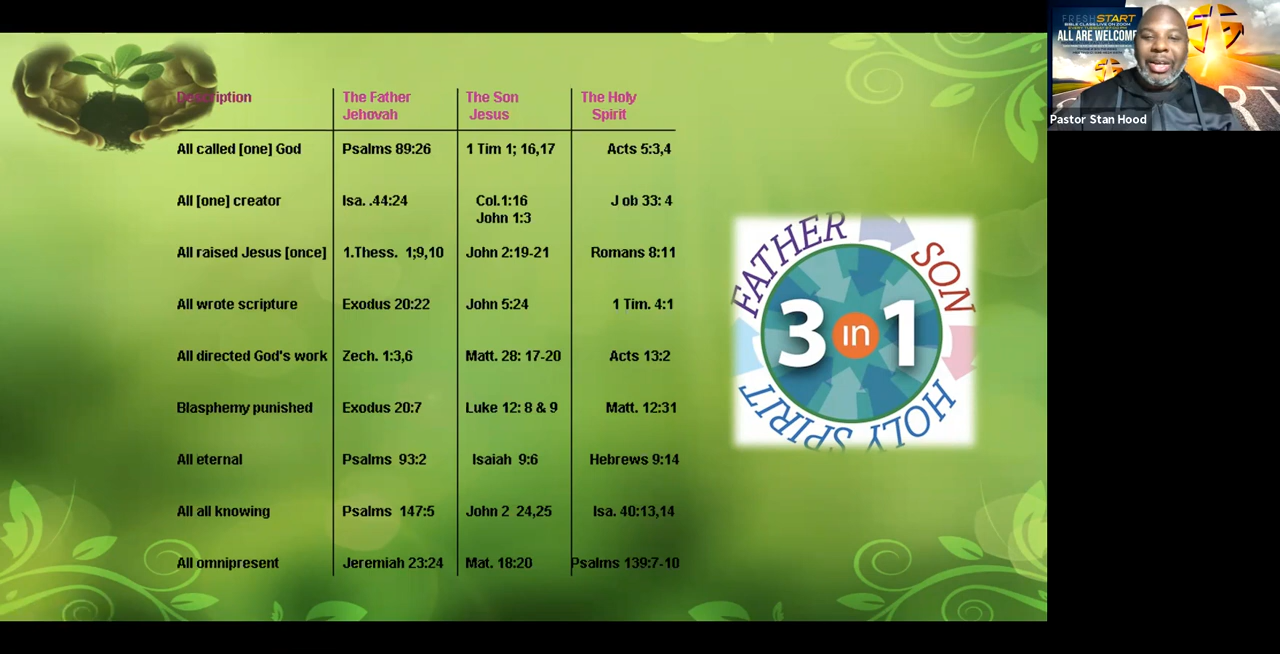 Description The Father The Son The Holy
Jehovah Jesus Spirit
All called [one] God Psalms 89:26 1 Tim 1; 16,17 Acts 5:3,4
All [one] creator Isa. .44:24 Col.1:16 J ob 33: 4
John 1:3
All raised Jesus [once] 1.Thess. 1;9,10 John 2:19-21 Romans 8:11
All wrote scripture Exodus 20:22 John 5:24 1 Tim. 4:1
All directed God's work Zech. 1:3,6 Matt. 28: 17-20 Acts 13:2
Blasphemy punished Exodus 20:7 Luke 12: 8 & 9 Matt. 12:31
All eternal Psalms 93:2 Isaiah 9:6 Hebrews 9:14
All all knowing Psalms 147:5 John 2 24,25 Isa. 40:13,14
All omnipresent Jeremiah 23:24 Mat. 18:20 Psalms 139:7-10
FATHER
SON
3 in 1
HOLY SPIRIT
FRESHSTART
BIBLE CLASS LIVE ON ZOOM
ALL ARE WELCOME
Pastor Stan Hood